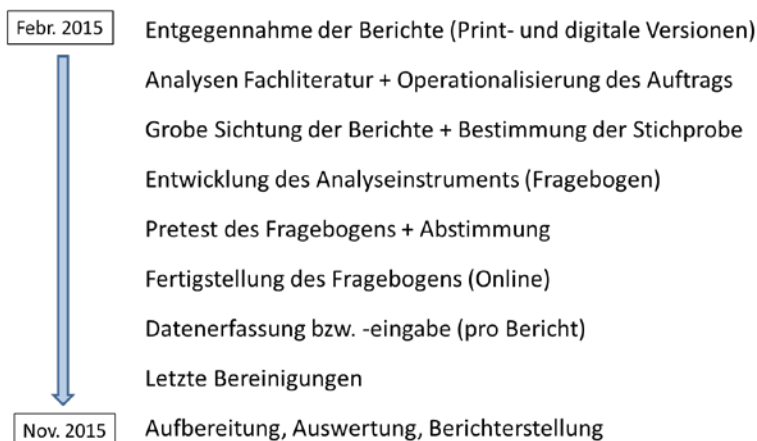 Febr. 2015 Entgegennahme der Berichte (Print- und digitale Versionen)
Analysen Fachliteratur + Operationalisierung des Auftrags
Grobe Sichtung der Berichte + Bestimmung der Stichprobe
Entwicklung des Analyseinstruments (Fragebogen)
Pretest des Fragebogens + Abstimmung
Fertigstellung des Fragebogens (Online)
Datenerfassung bzw. -eingabe (pro Bericht)
Letzte Bereinigungen
Nov. 2015 Aufbereitung, Auswertung, Berichterstellung